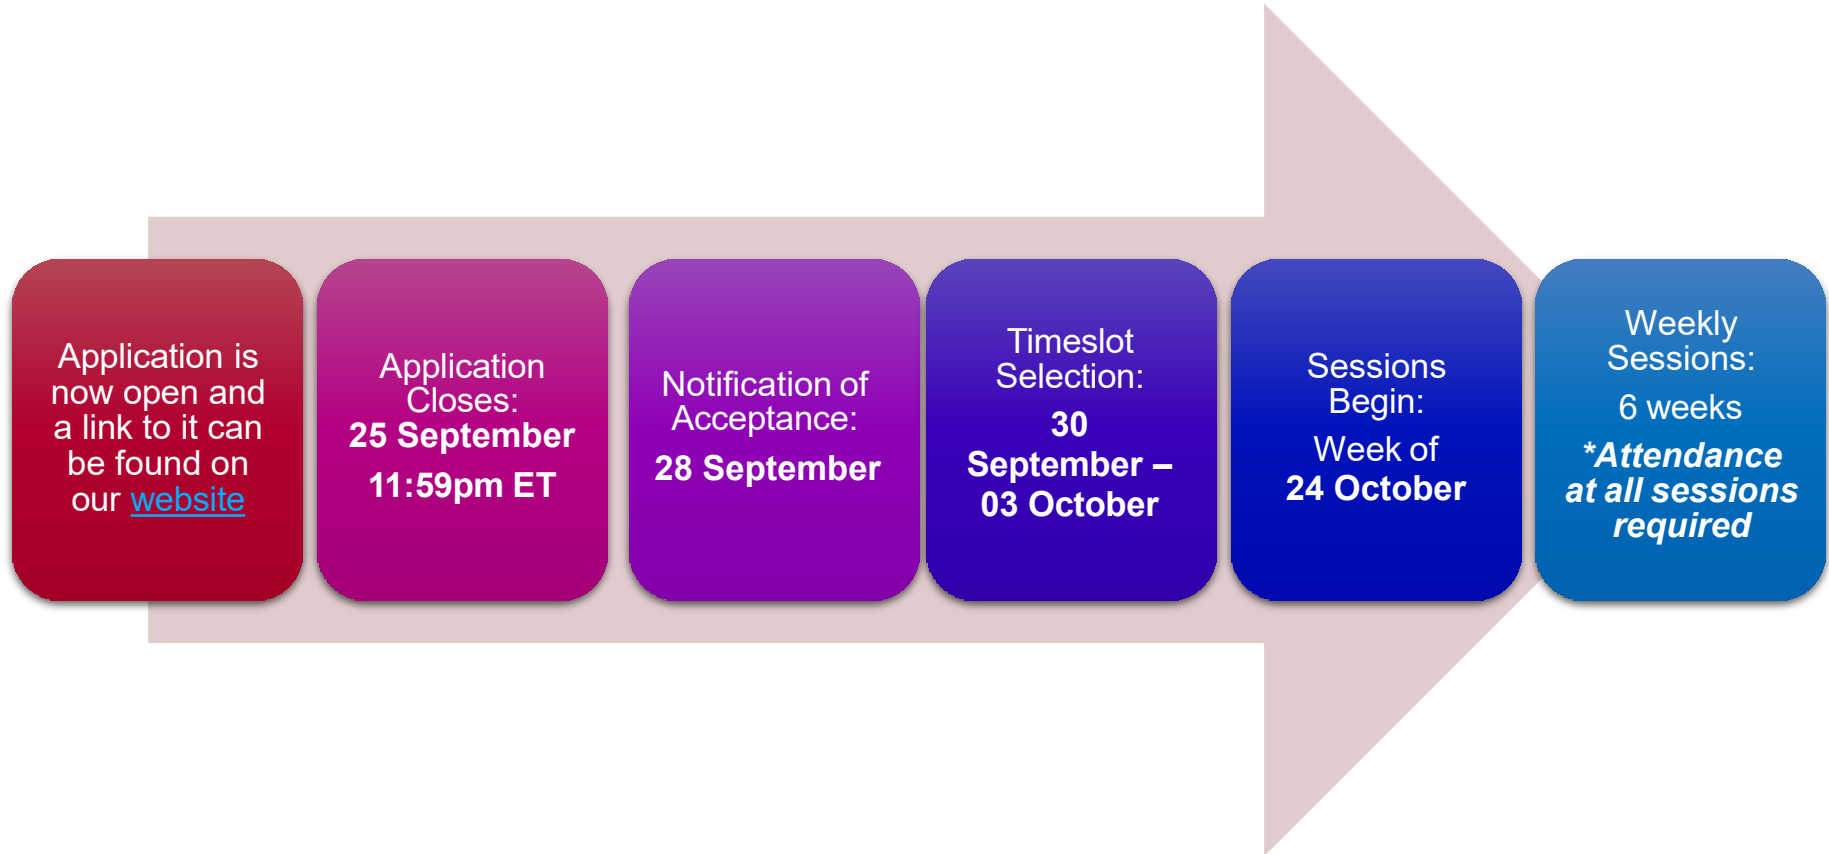 Application is
now open and
a link to it can
be found on
our website
Application
Closes:
25 September
11:59pm ET
Notification of
Acceptance:
28 September
Timeslot
Selection:
30
September –
03 October
Sessions
Begin:
Week of
24 October
Weekly
Sessions:
6 weeks
*Attendance
at all sessions
required